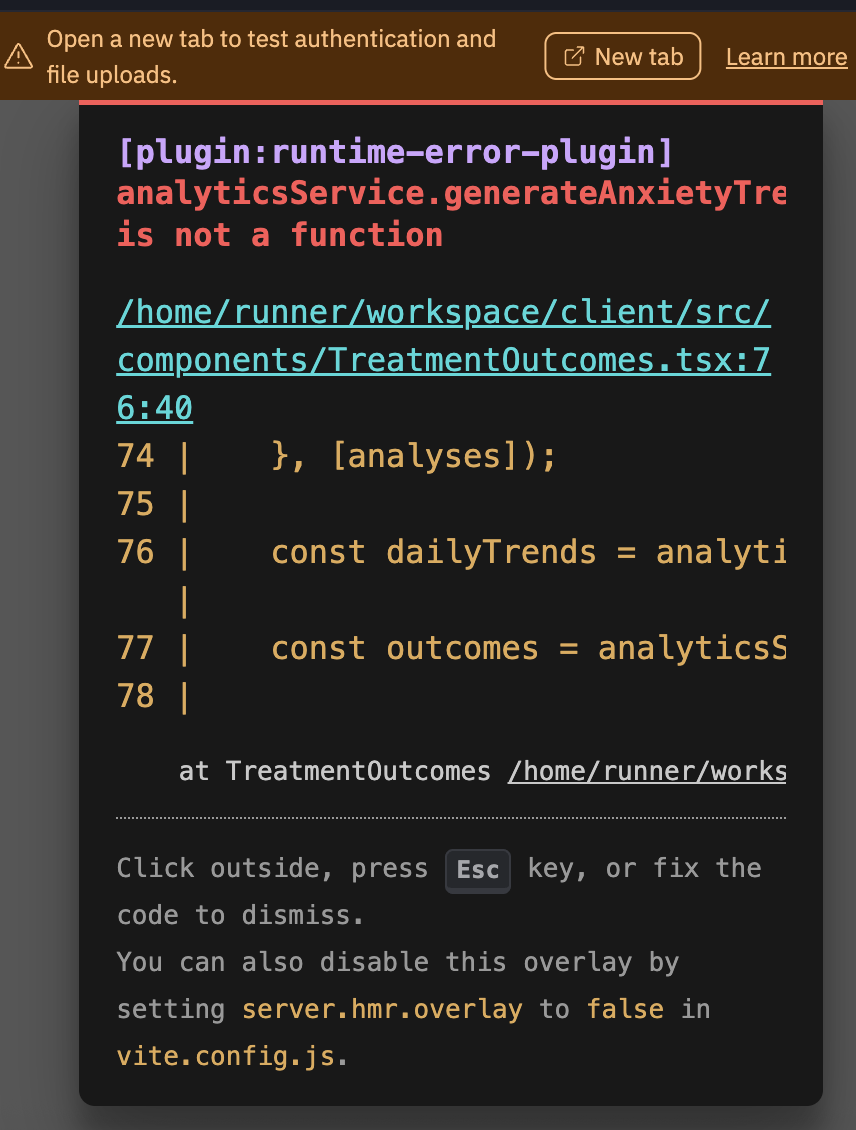 Open a new tab to test authentication and
file uploads.
New tab
Learn more
[plugin:runtime-error-plugin]
analyticsService.generateAnxietyTre
is not a function
/home/runner/workspace/client/src/
components/TreatmentOutcomes.tsx:7
6:40
74 |    }, [analyses]);
75 |
76 |    const dailyTrends = analyti
|
77 |    const outcomes = analyticsS
78 |
at TreatmentOutcomes /home/runner/works
Click outside, press Esc key, or fix the
code to dismiss.
You can also disable this overlay by
setting server.hmr.overlay to false in
vite.config.js.